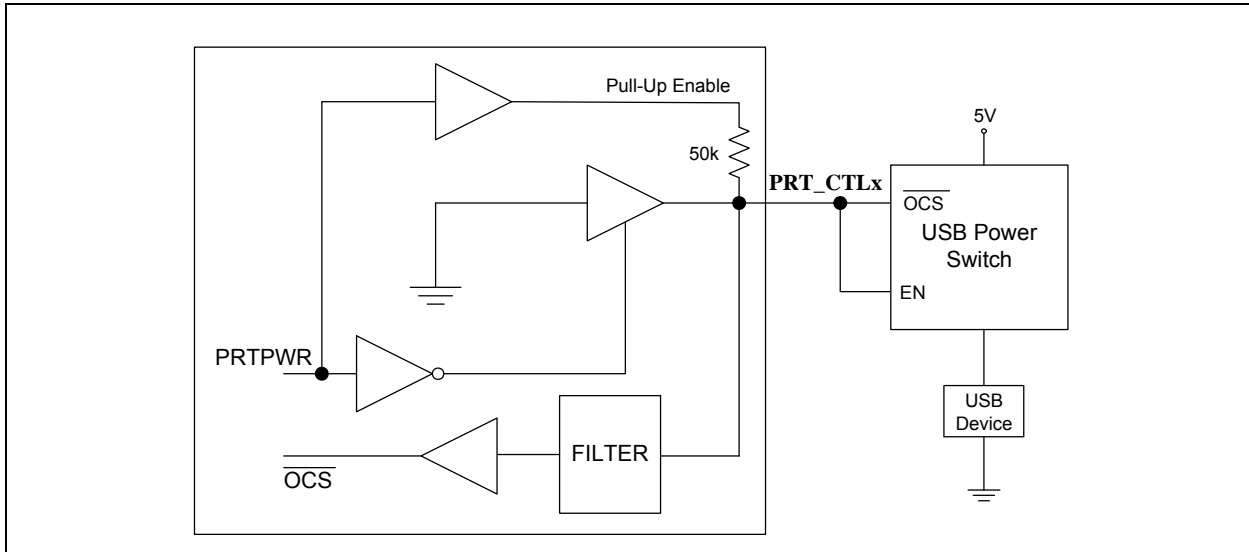 Pull-Up Enable
5V
50k
PRT_CTLx
OCS
USB Power
Switch
EN
PRTPWR
USB
Device
FILTER
OCS